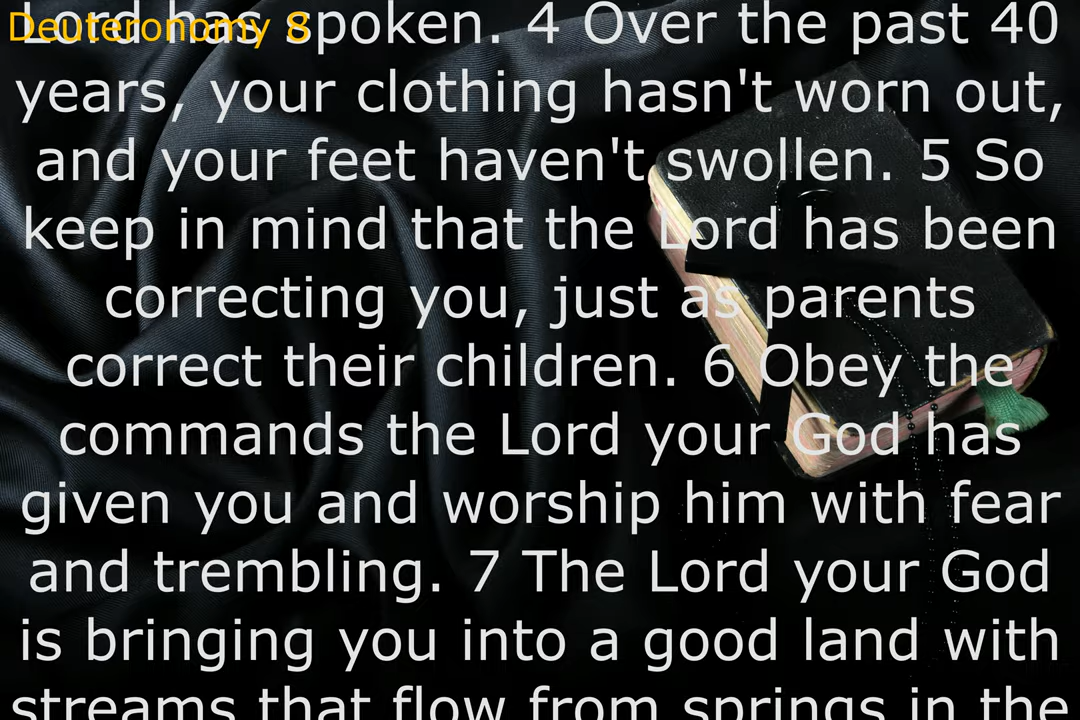 Deuteronomy 8
Lord has spoken. 4 Over the past 40
years, your clothing hasn't worn out,
and your feet haven't swollen. 5 So
keep in mind that the Lord has been
correcting you, just as parents
correct their children. 6 Obey the
commands the Lord your God has
given you and worship him with fear
and trembling. 7 The Lord your God
is bringing you into a good land with
streams that flow from springs in the